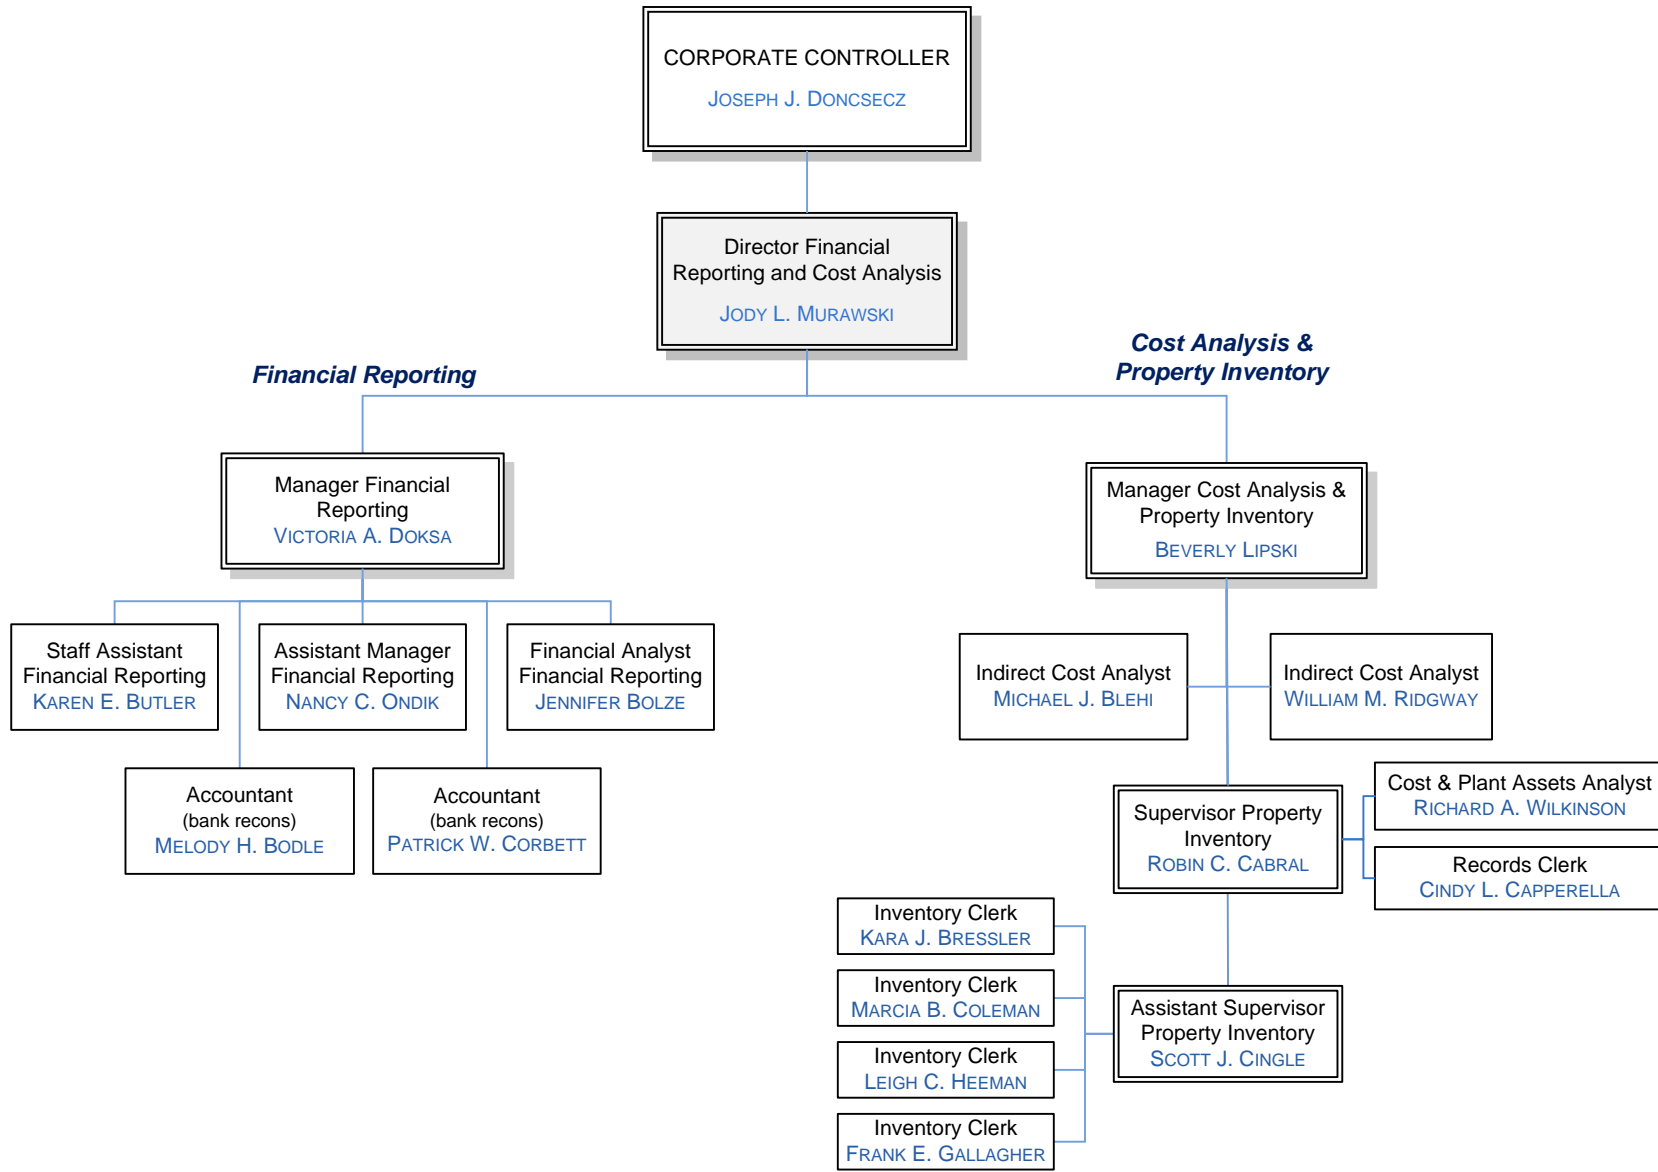 CORPORATE CONTROLLER
JOSEPH J. DONCSECZ
Director Financial
Reporting and Cost Analysis
JODY L. MURAWSKI
Financial Reporting
Cost Analysis &
Property Inventory
Manager Financial
Reporting
VICTORIA A. DOKSA
Manager Cost Analysis &
Property Inventory
BEVERLY LIPSKI
Staff Assistant
Financial Reporting
KAREN E. BUTLER
Assistant Manager
Financial Reporting
NANCY C. ONDIK
Financial Analyst
Financial Reporting
JENNIFER BOLZE
Accountant
(bank recons)
MELODY H. BODLE
Accountant
(bank recons)
PATRICK W. CORBETT
Indirect Cost Analyst
MICHAEL J. BLEHI
Indirect Cost Analyst
WILLIAM M. RIDGWAY
Supervisor Property
Inventory
ROBIN C. CABRAL
Cost & Plant Assets Analyst
RICHARD A. WILKINSON
Records Clerk
CINDY L. CAPPERELLA
Inventory Clerk
KARA J. BRESSLER
Inventory Clerk
MARCIA B. COLEMAN
Inventory Clerk
LEIGH C. HEEMAN
Inventory Clerk
FRANK E. GALLAGHER
Assistant Supervisor
Property Inventory
SCOTT J. CINGLE